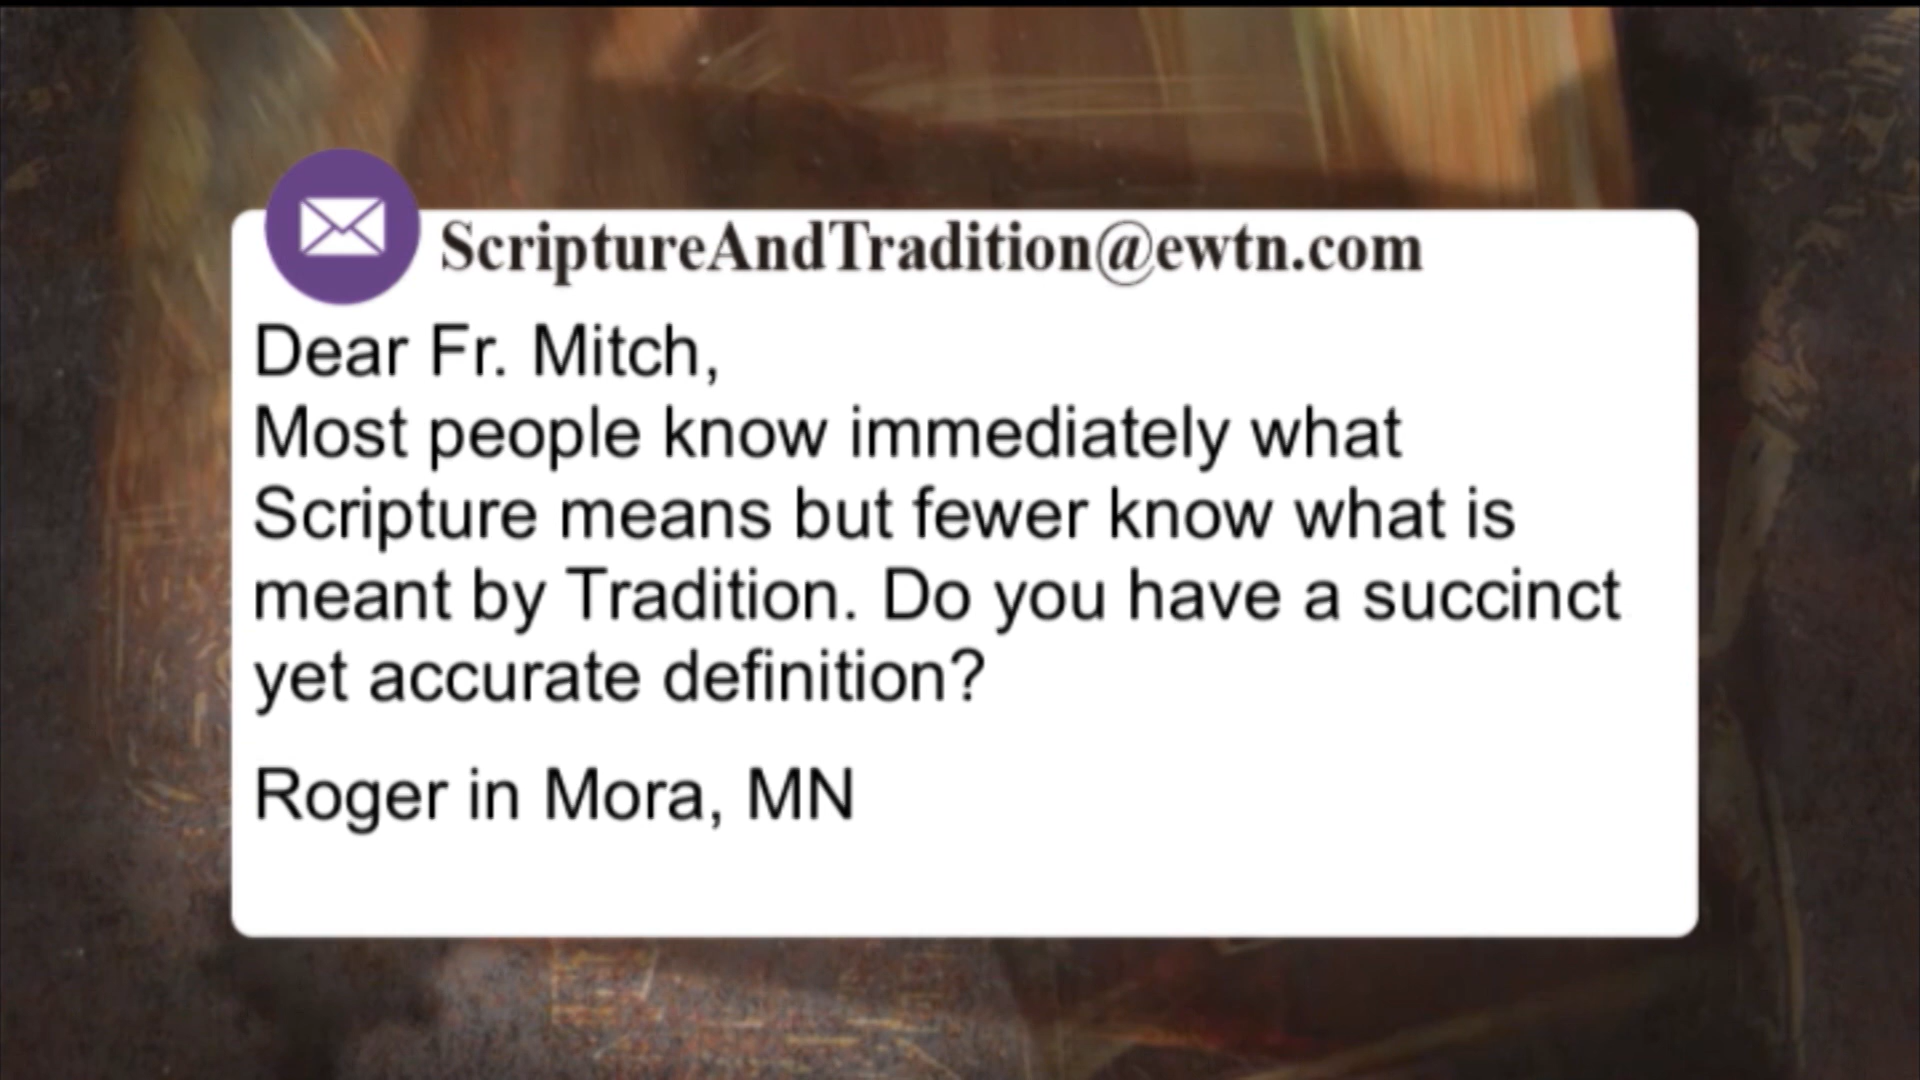 ScriptureAndTradition@ewtn.com
Dear Fr. Mitch,
Most people know immediately what
Scripture means but fewer know what is
meant by Tradition. Do you have a succinct
yet accurate definition?
Roger in Mora, MN